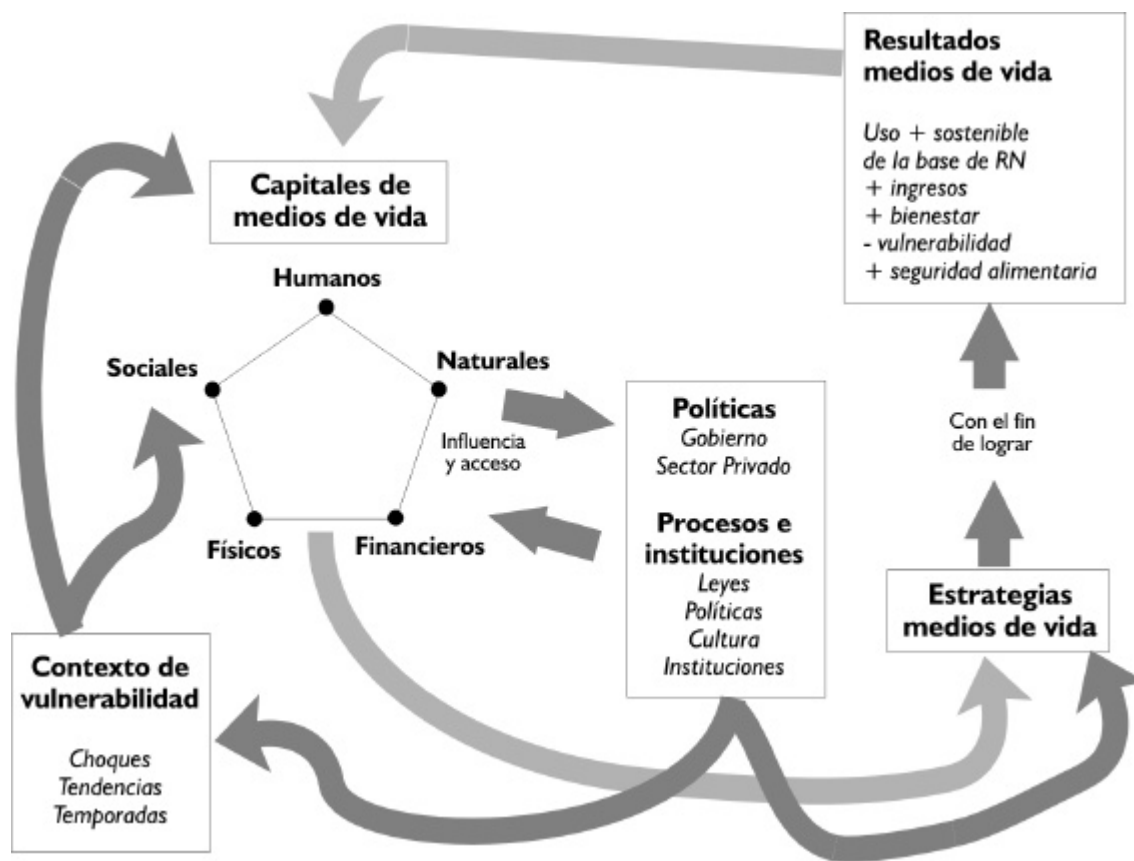 Resultados
medios de vida
Uso + sostenible
de la base de RN
+ ingresos
+ bienestar
- vulnerabilidad
+ seguridad alimentaria
Capitales de
medios de vida
Humanos
Sociales
Naturales
Influencia
y acceso
Físicos
Financieros
Políticas
Gobierno
Sector Privado
Procesos e
instituciones
Leyes
Políticas
Cultura
Instituciones
Con el fin
de lograr
Estrategias
medios de vida
Contexto de
vulnerabilidad
Choques
Tendencias
Temporadas